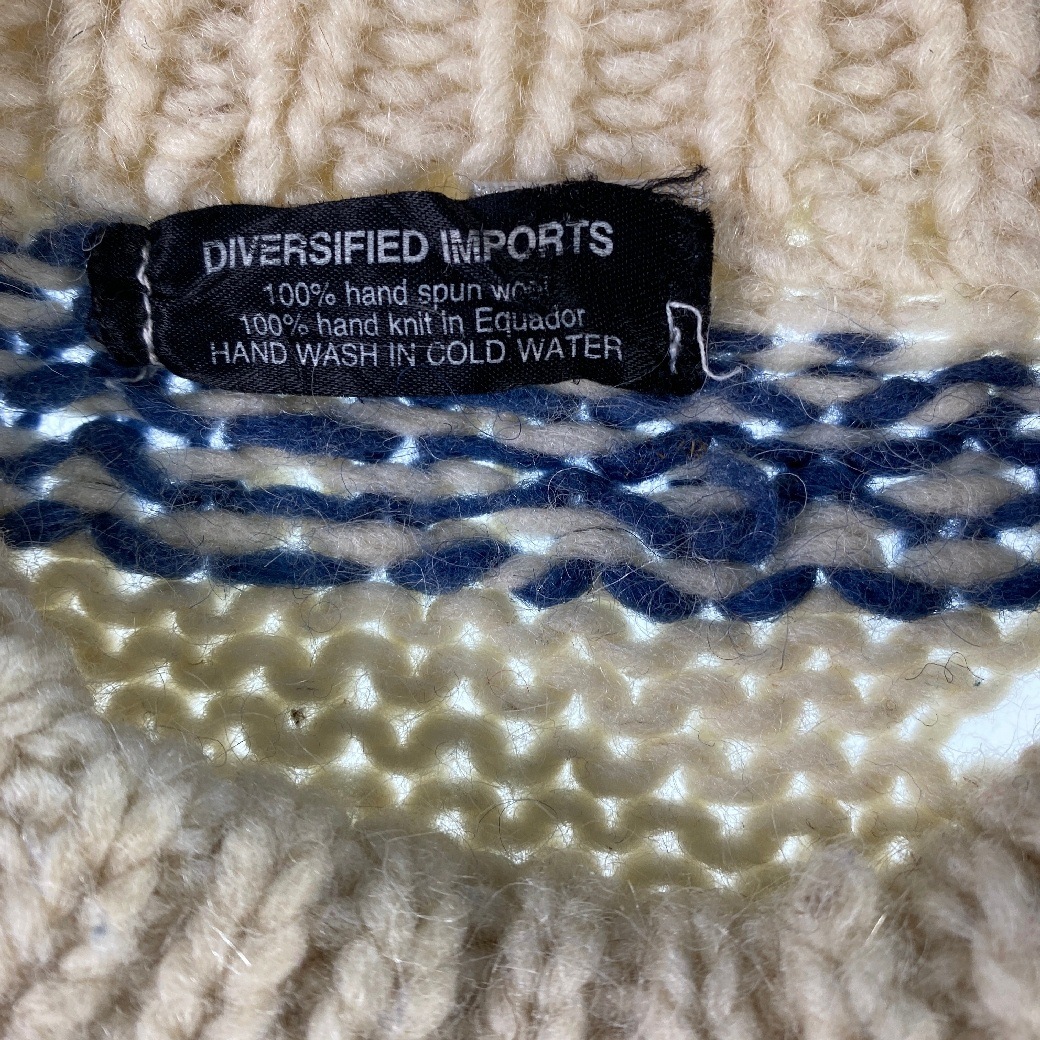 DIVERSIFIED IMPORTS
100% hand spun wool
100% hand knit in Equador
HAND WASH IN COLD WATER